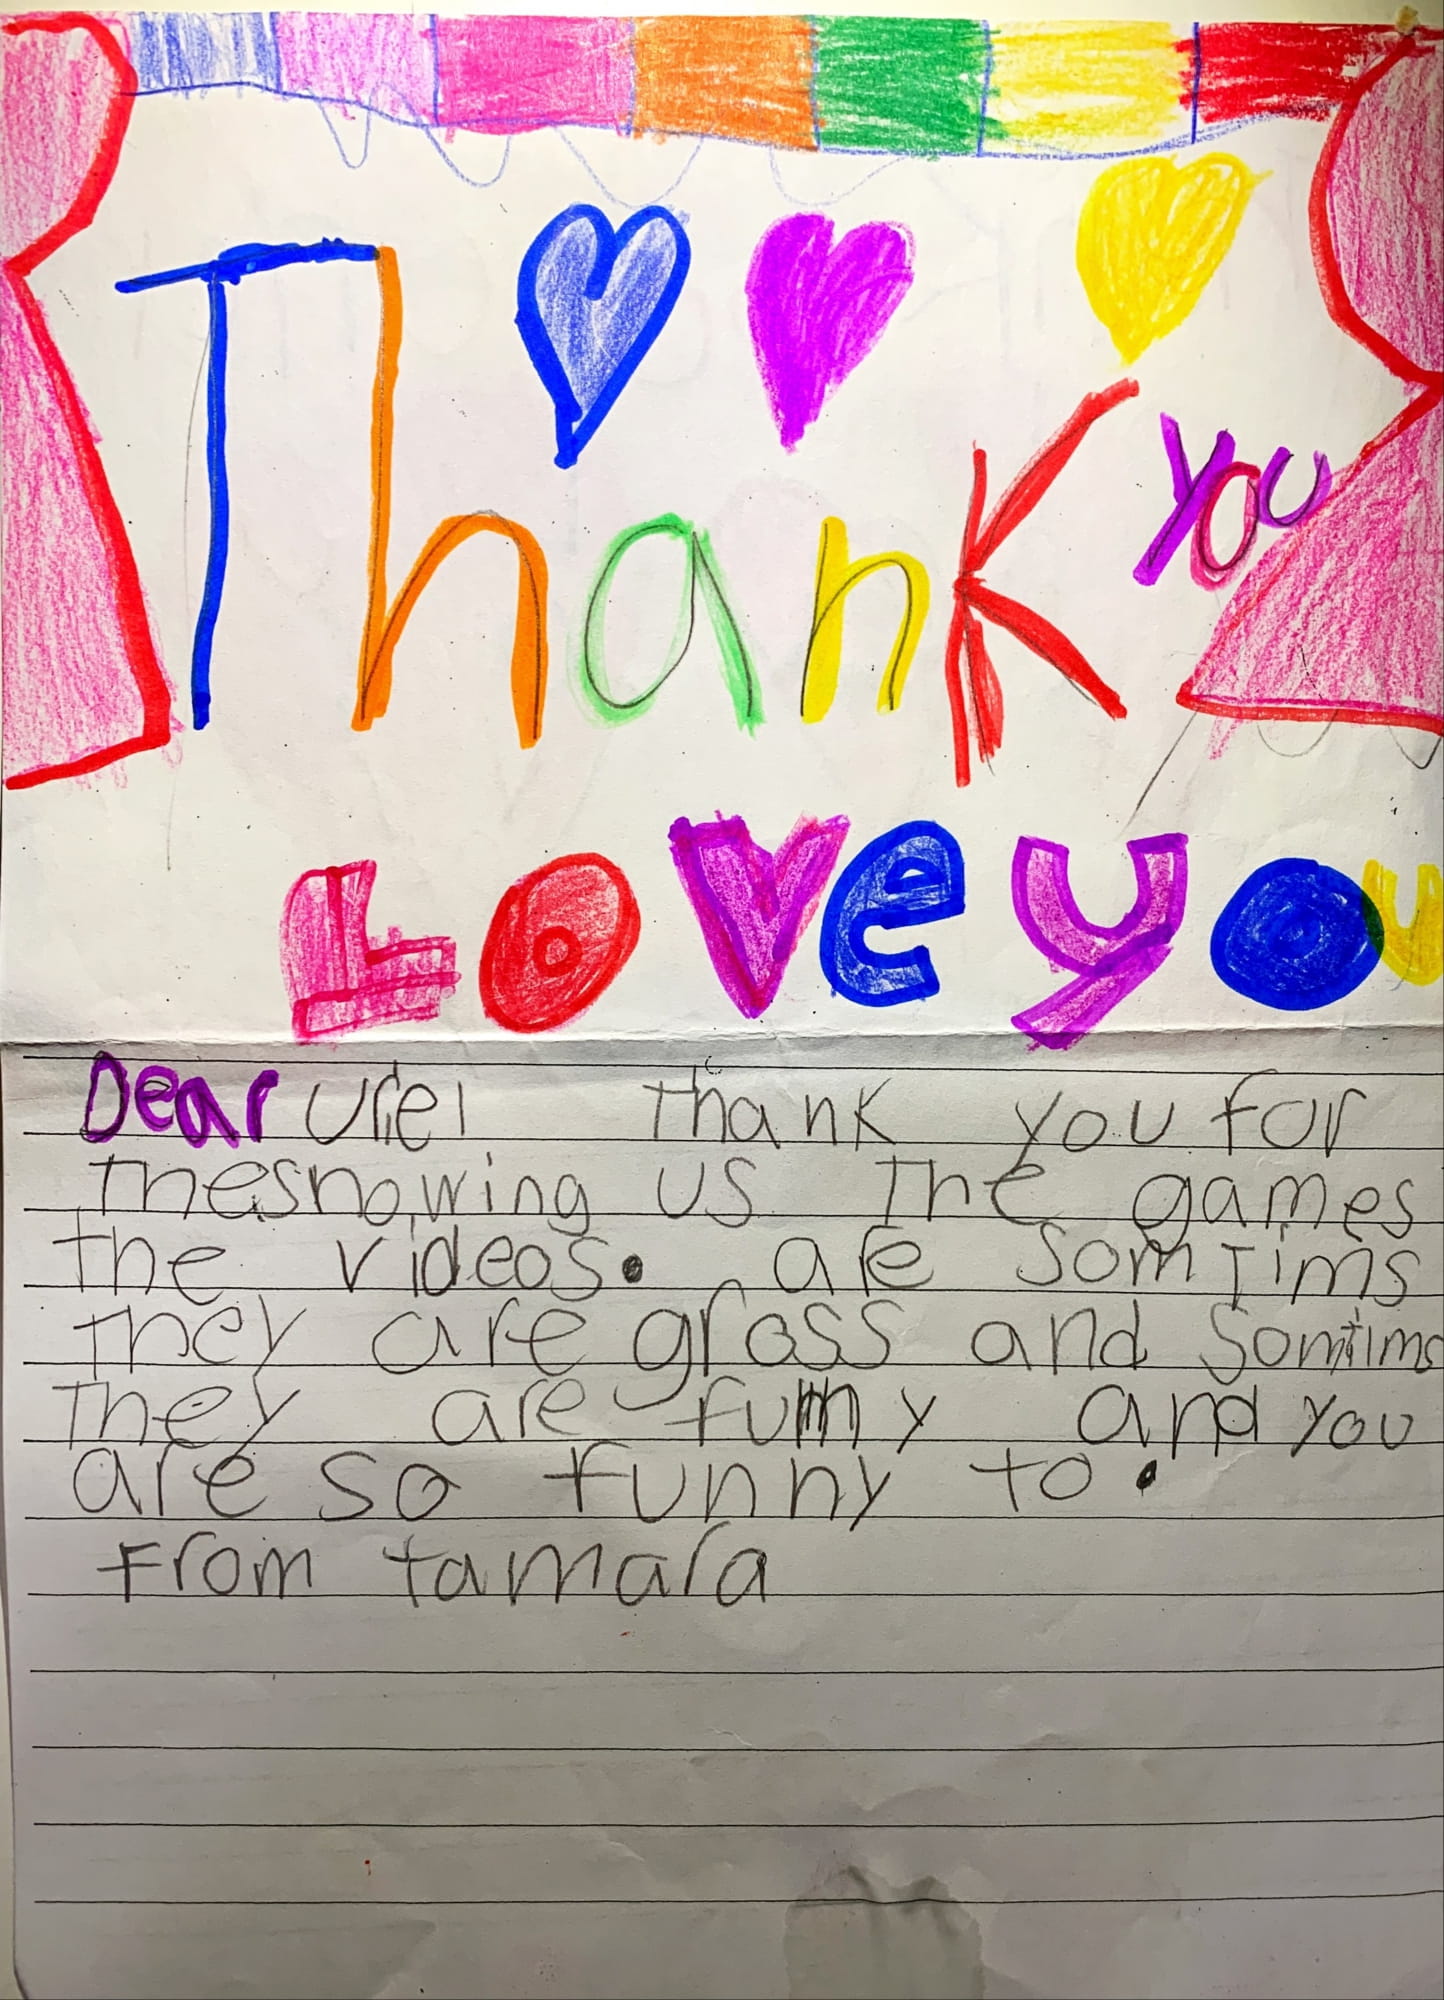 Thank you
Love you
Dear Uriel Thank you for
Thesnowing us The games
the videos. are somTims
They are grass and somtims
They are funny and you
are so funny to.
From tamara